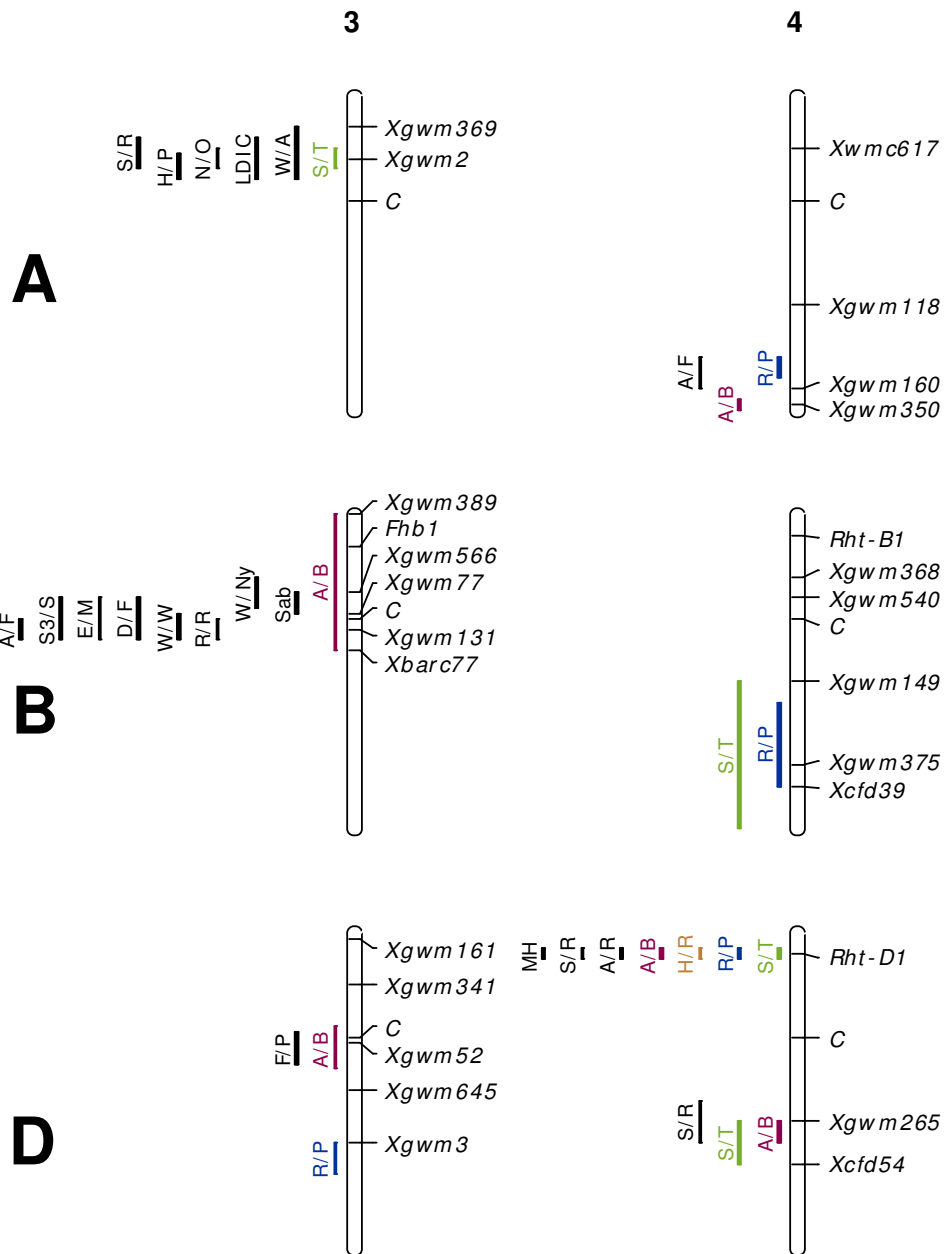 3
4
A
S/R
H/P
N/O
LDIC
W/A
S/T
Xgwm369
Xgwm2
C
A/F
A/B
R/P
Xwmc617
C
Xgwm118
Xgwm160
Xgwm350
B
A/F
S3/S
E/M
D/F
W/W
R/R
W/Ny
Sab
A/B
Xgwm389
Fhb1
Xgwm566
Xgwm77
C
Xgwm131
Xbarc77
S/T
R/P
Rht-B1
Xgwm368
Xgwm540
C
Xgwm149
Xgwm375
Xcfd39
D
F/P
A/B
R/P
Xgwm161
Xgwm341
C
Xgwm52
Xgwm645
Xgwm3
MH
S/R
A/R
A/B
H/R
R/P
S/T
S/R
S/T
A/B
Rht-D1
C
Xgwm265
Xcfd54